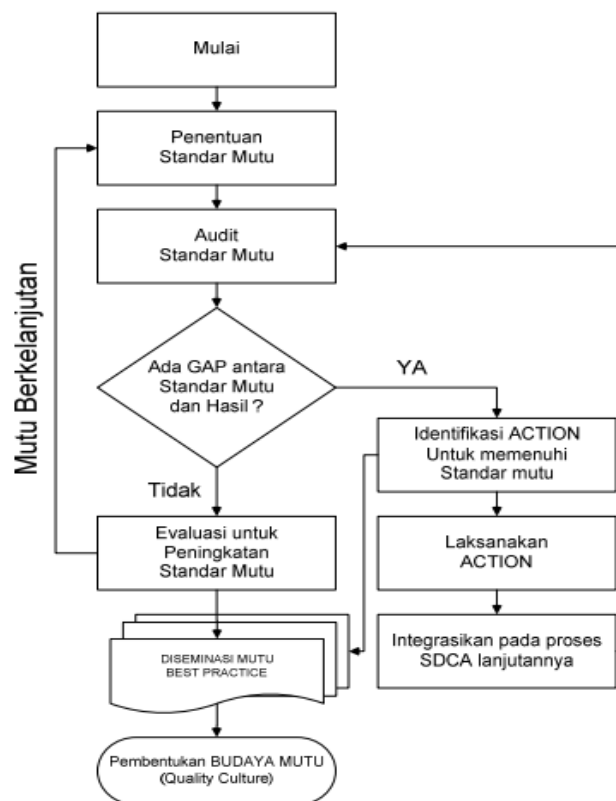 Mulai
Penentuan
Standar Mutu
Audit
Standar Mutu
Mutu Berkelanjutan
Ada GAP antara
Standar Mutu
dan Hasil ?
YA
Tidak
Identifikasi ACTION
Untuk memenuhi
Standar mutu
Evaluasi untuk
Peningkatan
Standar Mutu
Laksanakan
ACTION
Integrasikan pada proses
SDCA lanjutannya
DISEMINASI MUTU
BEST PRACTICE
Pembentukan BUDAYA MUTU
(Quality Culture)